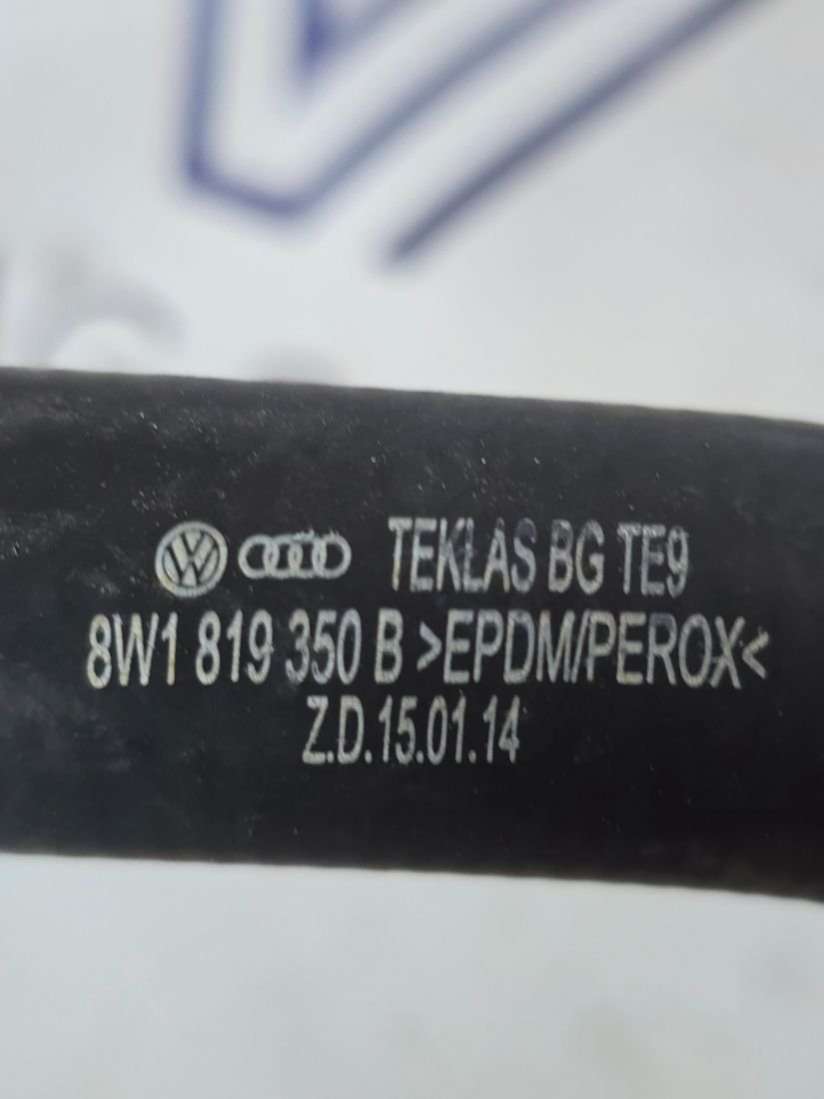 TEKLAS BG TE9
8W1 819 350 B >EPDM/PEROX<
Z.D.15.01.14